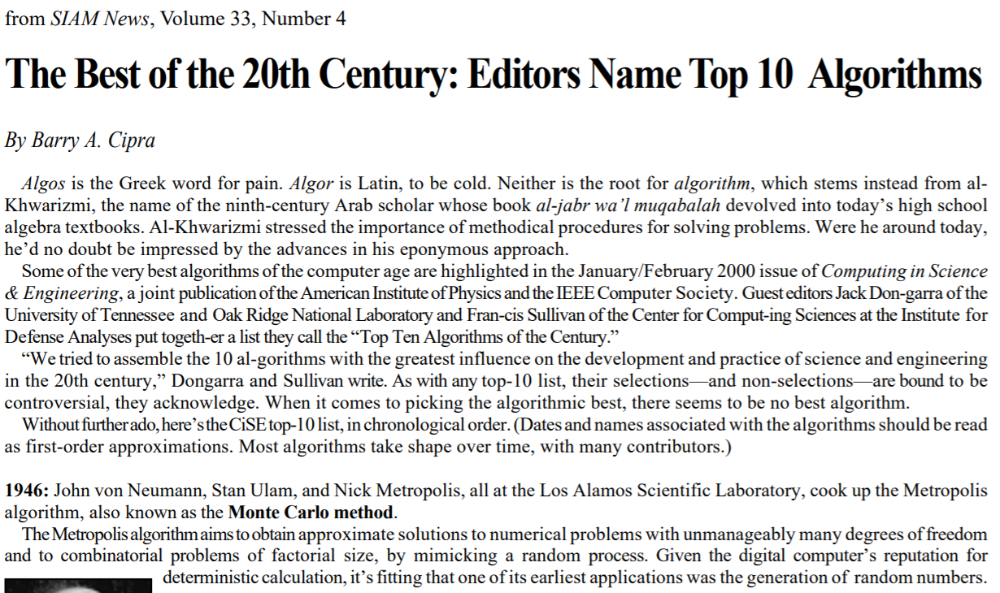 from SIAM News, Volume 33, Number 4
The Best of the 20th Century: Editors Name Top 10 Algorithms
By Barry A. Cipra
Algos is the Greek word for pain. Algor is Latin, to be cold. Neither is the root for algorithm, which stems instead from al-
Khwarizmi, the name of the ninth-century Arab scholar whose book al-jabr wa’l muqabalah devolved into today’s high school
algebra textbooks. Al-Khwarizmi stressed the importance of methodical procedures for solving problems. Were he around today,
he’d no doubt be impressed by the advances in his eponymous approach.
Some of the very best algorithms of the computer age are highlighted in the January/February 2000 issue of Computing in Science
& Engineering, a joint publication of the American Institute of Physics and the IEEE Computer Society. Guest editors Jack Don-garra of the
University of Tennessee and Oak Ridge National Laboratory and Fran-cis Sullivan of the Center for Comput-ing Sciences at the Institute for
Defense Analyses put togeth-er a list they call the “Top Ten Algorithms of the Century.”
“We tried to assemble the 10 al-gorithms with the greatest influence on the development and practice of science and engineering
in the 20th century,” Dongarra and Sullivan write. As with any top-10 list, their selections—and non-selections—are bound to be
controversial, they acknowledge. When it comes to picking the algorithmic best, there seems to be no best algorithm.
Without further ado, here’s the CiSE top-10 list, in chronological order. (Dates and names associated with the algorithms should be read
as first-order approximations. Most algorithms take shape over time, with many contributors.)
1946: John von Neumann, Stan Ulam, and Nick Metropolis, all at the Los Alamos Scientific Laboratory, cook up the Metropolis
algorithm, also known as the Monte Carlo method.
The Metropolis algorithm aims to obtain approximate solutions to numerical problems with unmanageably many degrees of freedom
and to combinatorial problems of factorial size, by mimicking a random process. Given the digital computer’s reputation for
deterministic calculation, it’s fitting that one of its earliest applications was the generation of random numbers.